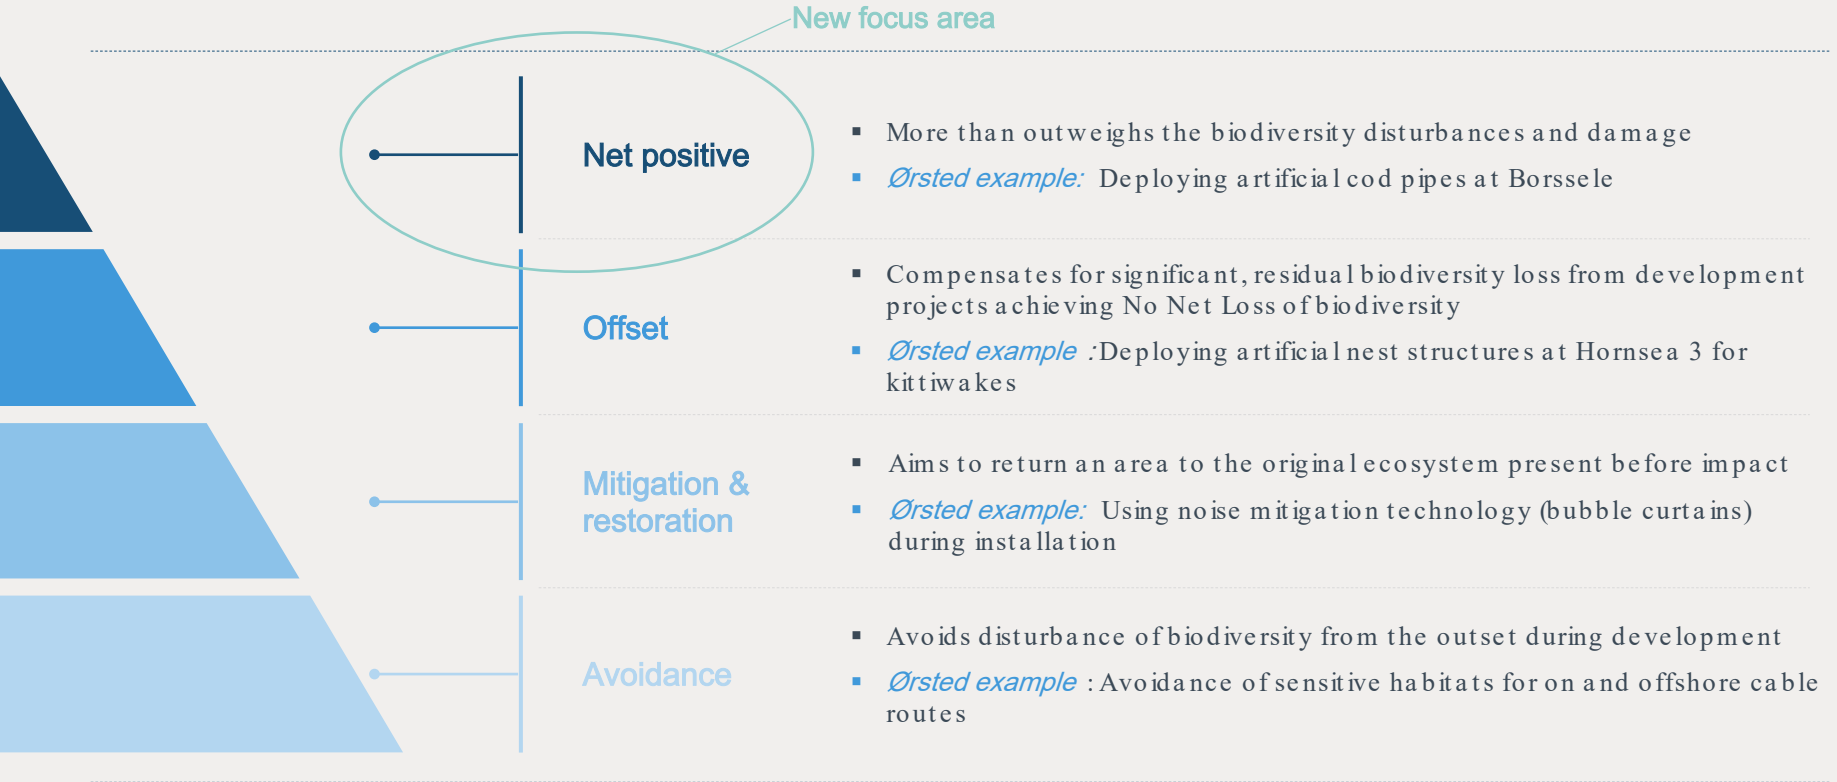 New focus area
Net positive
▪ More than outweighs the biodiversity disturbances and damage
▪ Ørsted example: Deploying artificial cod pipes at Borssele
Offset
▪ Compensates for significant, residual biodiversity loss from development
projects achieving No Net Loss of biodiversity
▪ Ørsted example : Deploying artificial nest structures at Hornsea 3 for
kittiwakes
Mitigation &
restoration
▪ Aims to return an area to the original ecosystem present before impact
▪ Ørsted example: Using noise mitigation technology (bubble curtains)
during installation
Avoidance
▪ Avoids disturbance of biodiversity from the outset during development
▪ Ørsted example : Avoidance of sensitive habitats for on and offshore cable
routes